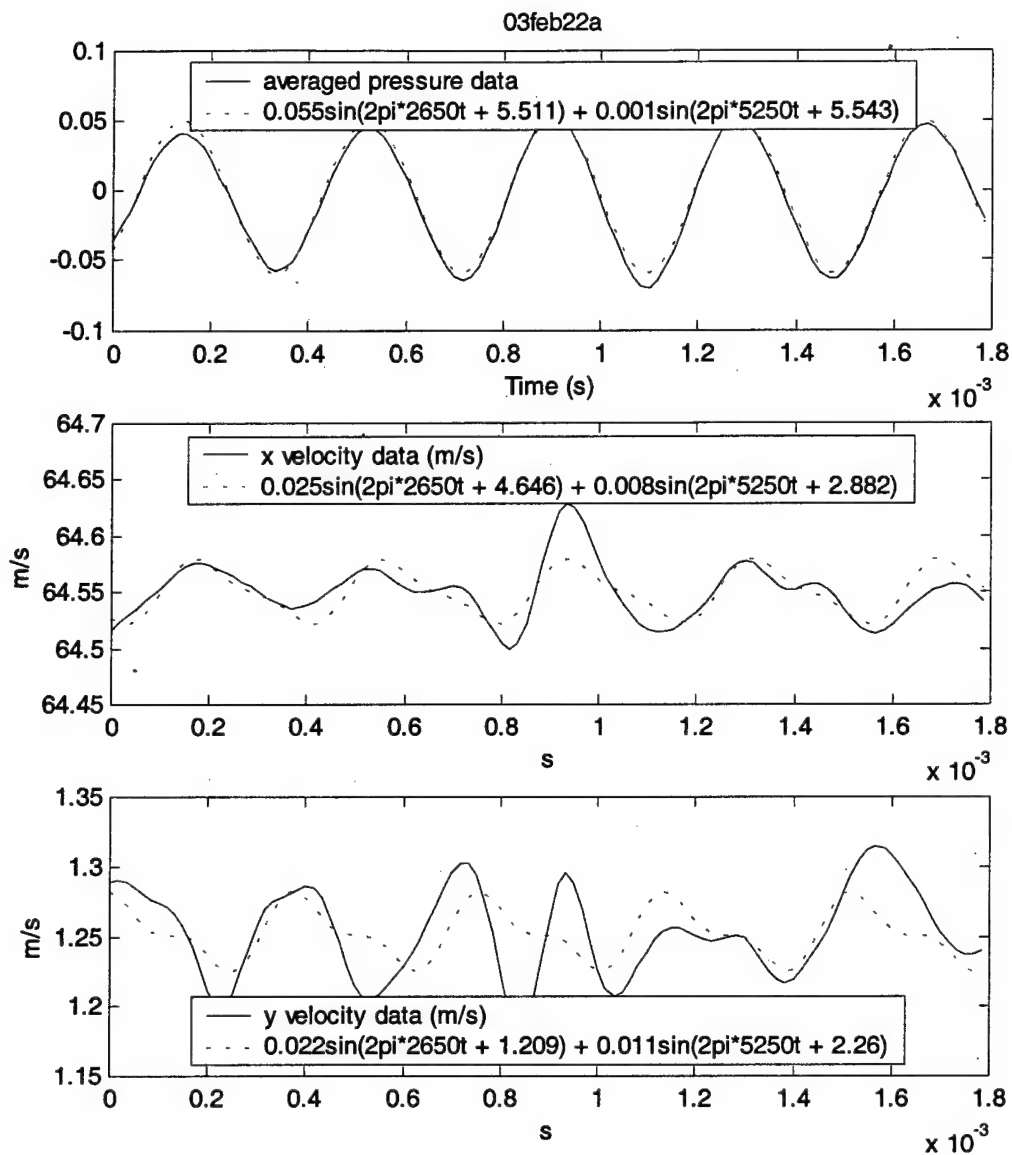 03feb22a
0.1
averaged pressure data
0.055sin(2pi*2650t + 5.511) + 0.001sin(2pi*5250t + 5.543)
0.05
0
-0.05
-0.1
0 0.2 0.4 0.6 0.8 1 1.2 1.4 1.6 1.8
Time (s)
x 10-3
64.7
x velocity data (m/s)
0.025sin(2pi*2650t + 4.646) + 0.008sin(2pi*5250t + 2.882)
64.65
64.6
m/s
64.55
64.5
64.45
0 0.2 0.4 0.6 0.8 1 1.2 1.4 1.6 1.8
s
x 10-3
1.35
1.3
m/s
1.25
1.2
y velocity data (m/s)
0.022sin(2pi*2650t + 1.209) + 0.011sin(2pi*5250t + 2.26)
1.15
0 0.2 0.4 0.6 0.8 1 1.2 1.4 1.6 1.8
s
x 10-3